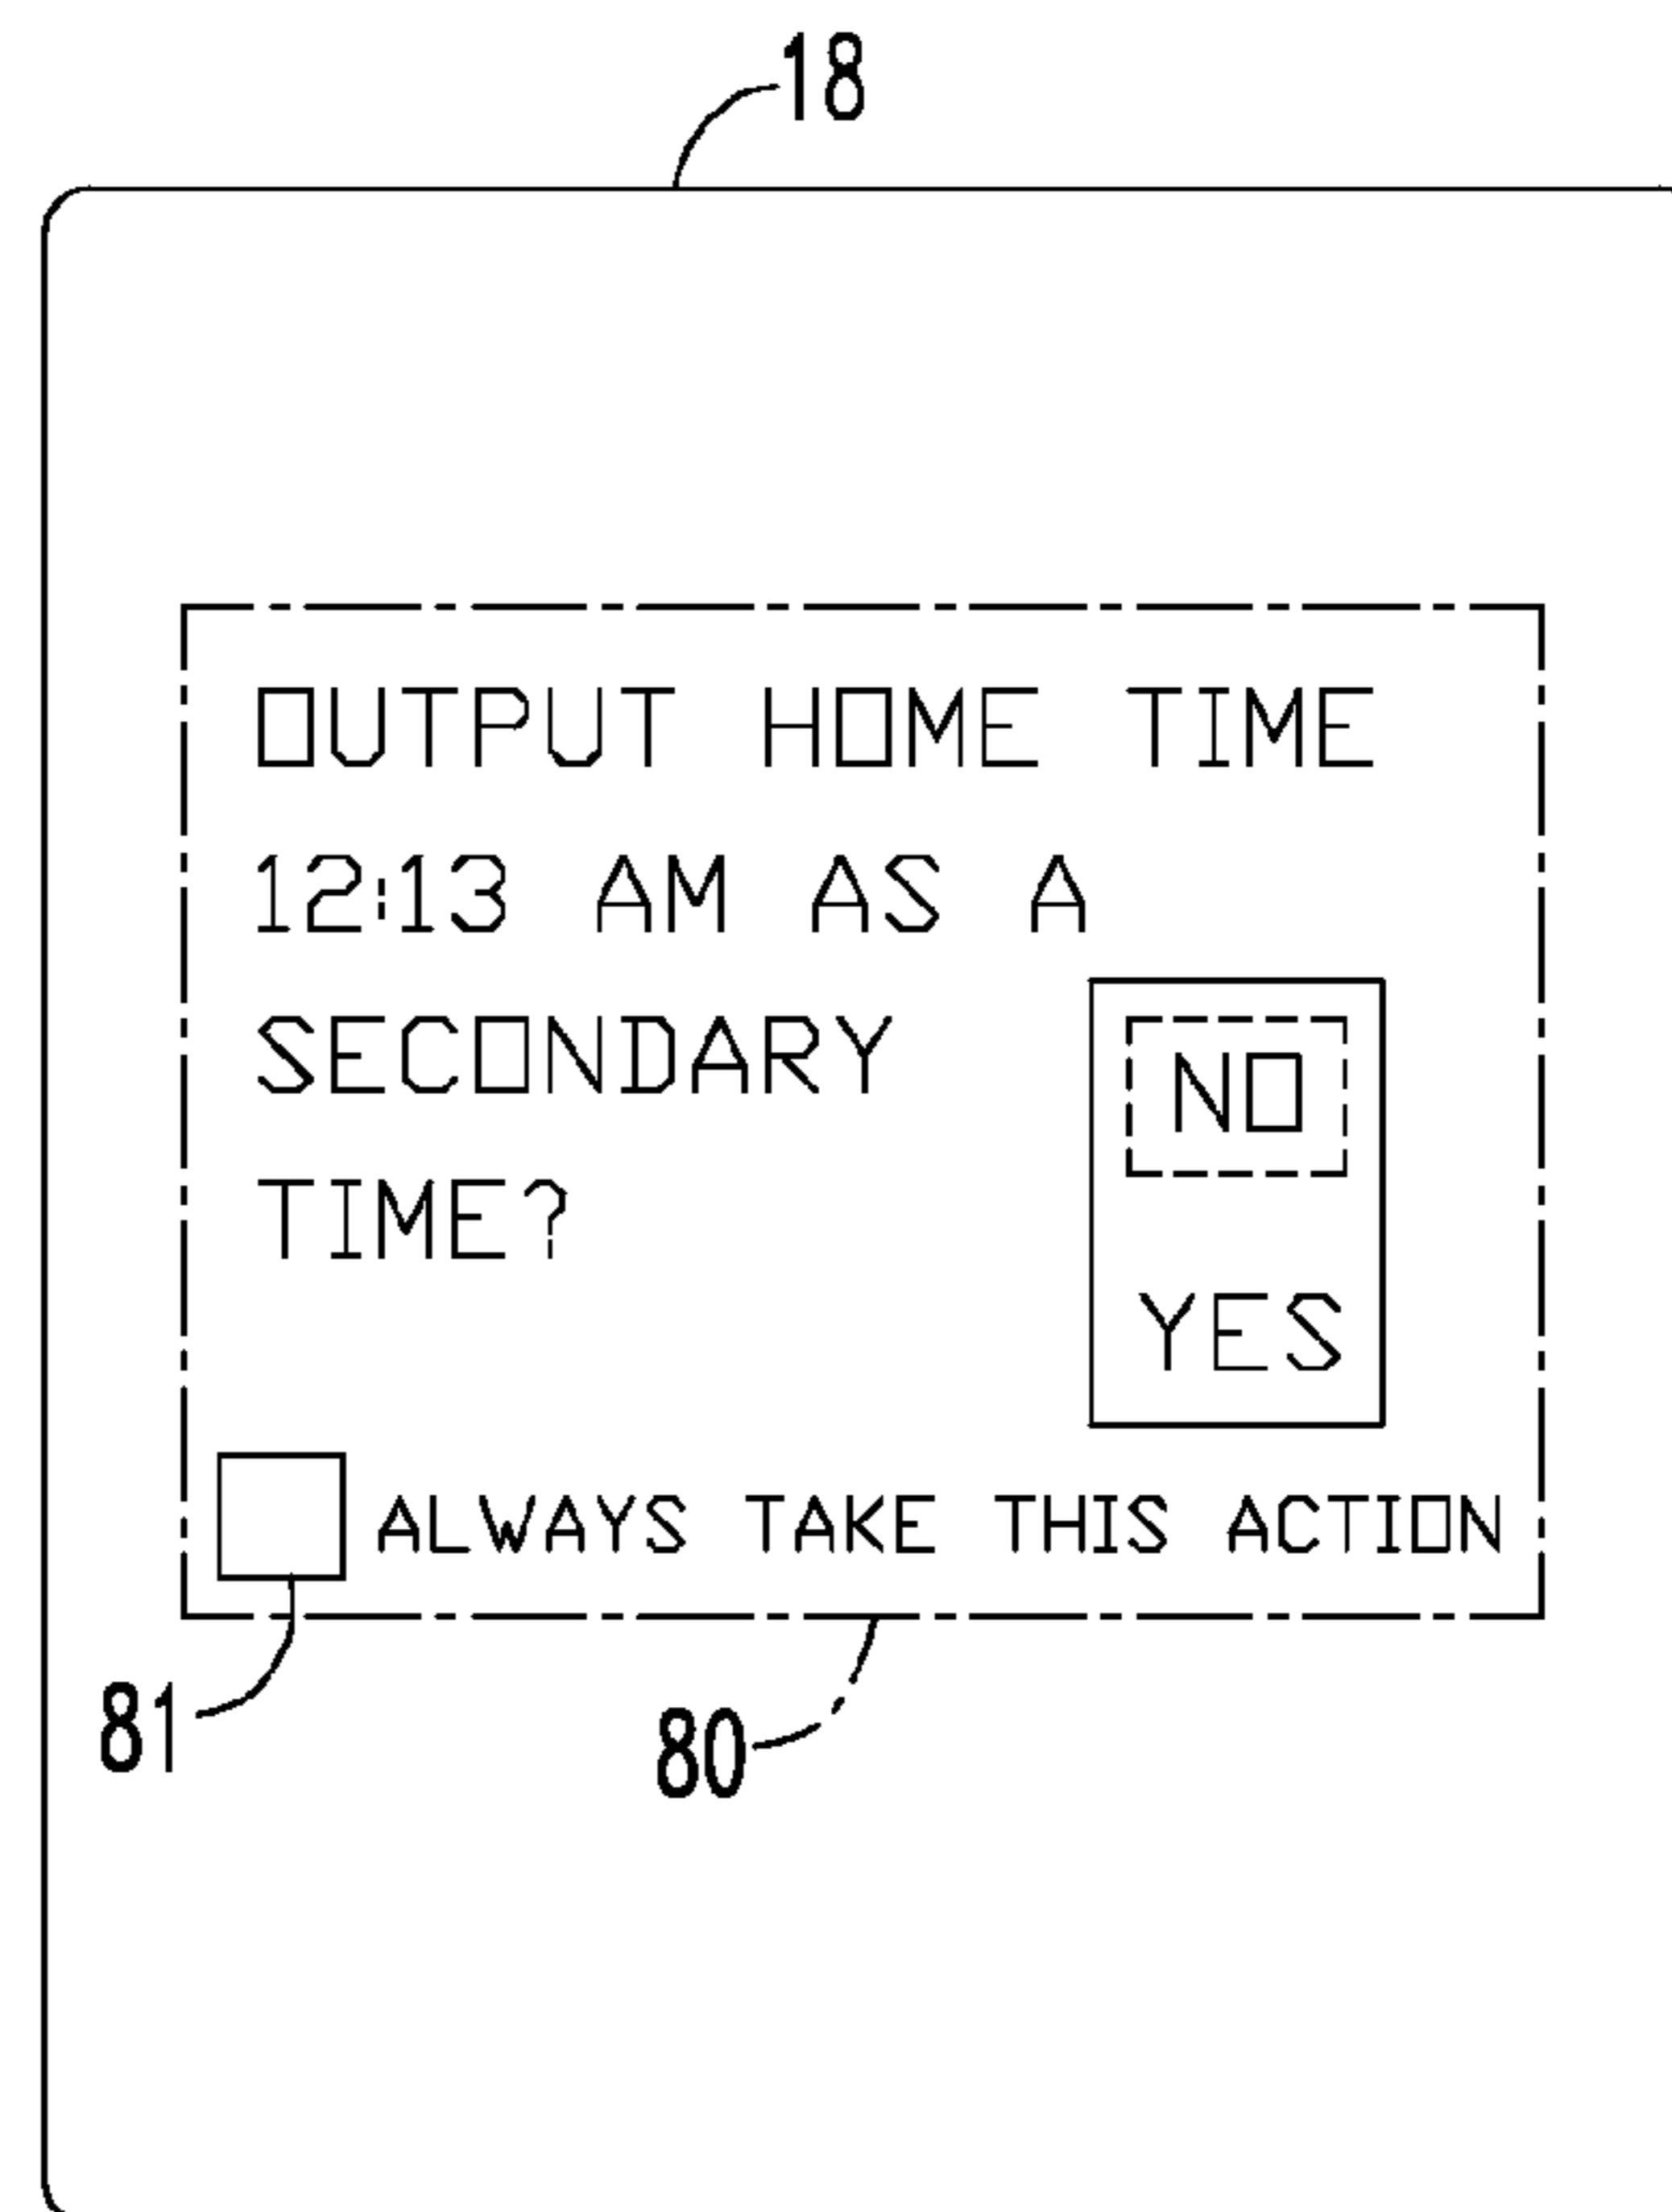 18
OUTPUT HOME TIME
12:13 AM AS A
SECONDARY
TIME?
NO
YES
ALWAYS TAKE THIS ACTION
81
80